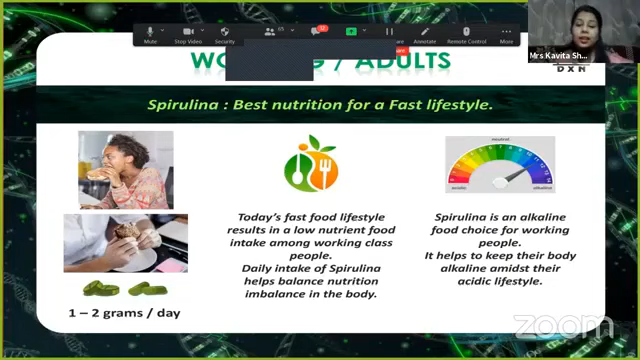 65
12
Mute
Stop Video
Security
Annotate
Remote Control
More
Mrs.Kavita Sh...
DXN
/ ADULTS
Spirulina : Best nutrition for a Fast lifestyle.
neutral
acidic
alkaline
Today's fast food lifestyle
results in a low nutrient food
intake among working class
people.
Daily intake of Spirulina
helps balance nutrition
imbalance in the body.
Spirulina is an alkaline
food choice for working
people.
It helps to keep their body
alkaline amidst their
acidic lifestyle.
1 – 2 grams / day
zoom